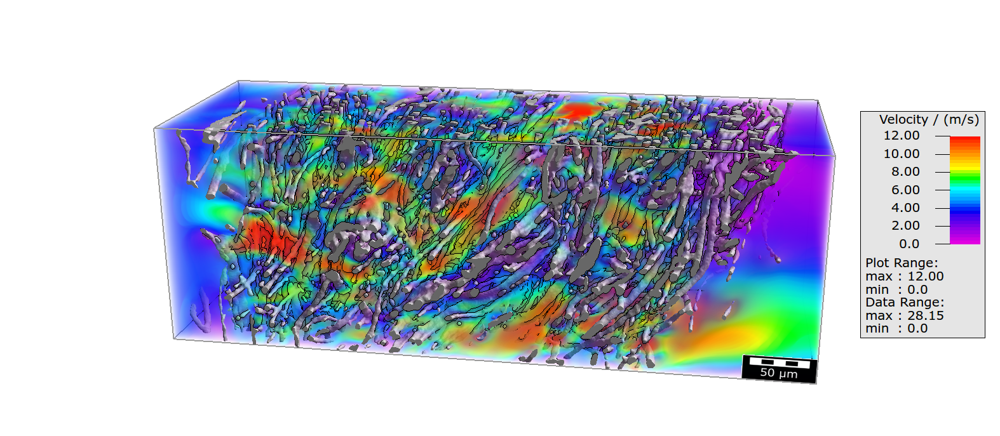 Velocity / (m/s)
12.00
10.00
8.00
6.00
4.00
2.00
0.0
Plot Range:
max : 12.00
min : 0.0
Data Range:
max : 28.15
min : 0.0
50 µm